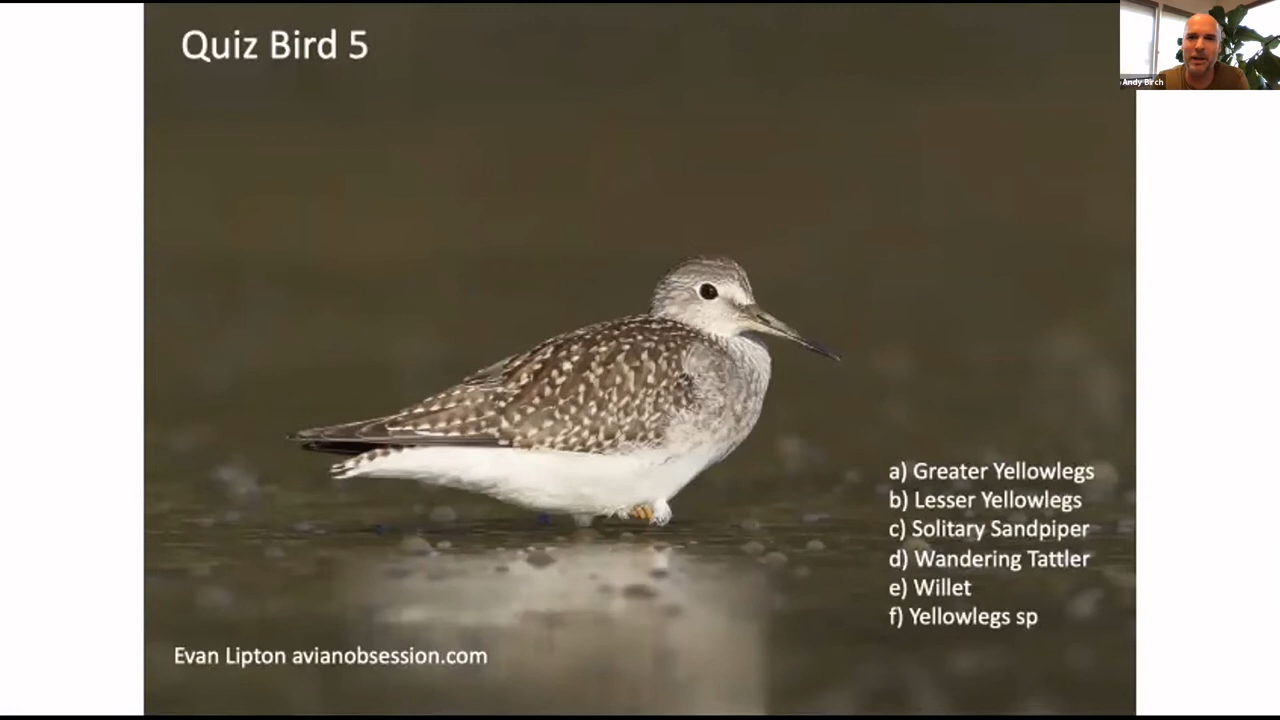 Quiz Bird 5
Andy Birch
a) Greater Yellowlegs
b) Lesser Yellowlegs
c) Solitary Sandpiper
d) Wandering Tattler
e) Willet
f) Yellowlegs sp
Evan Lipton avianobsession.com